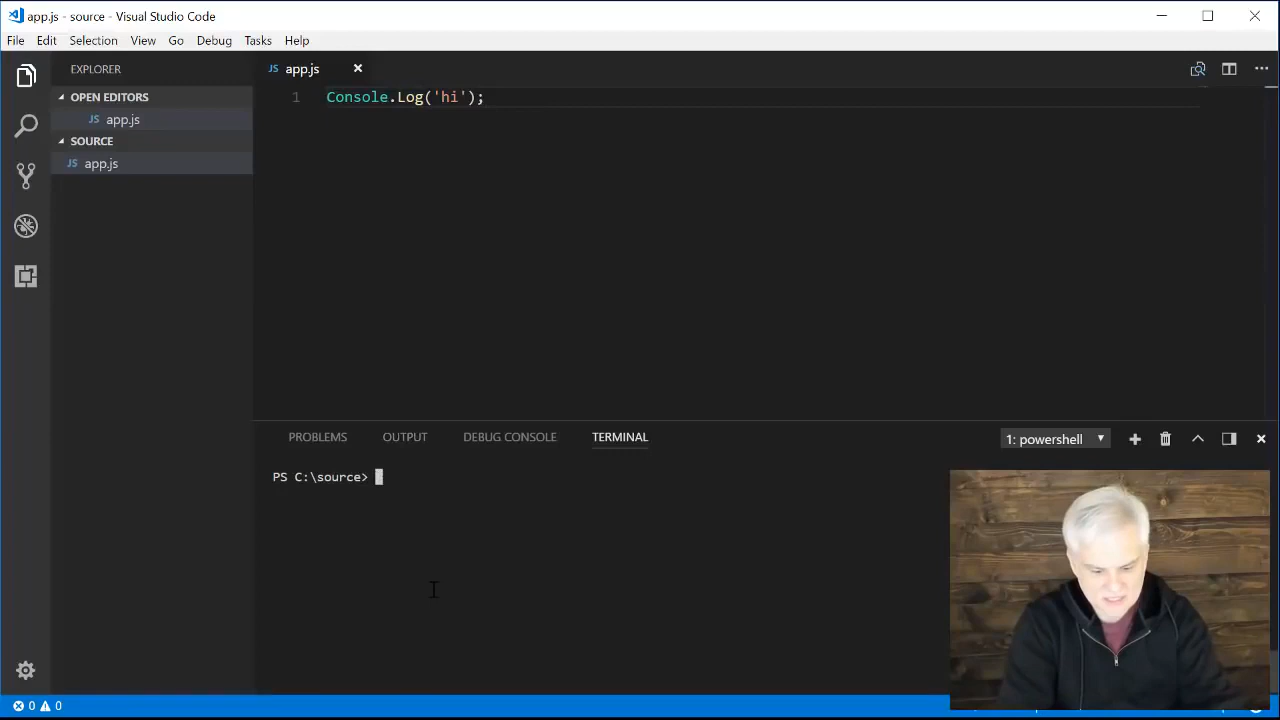 app.js - source - Visual Studio Code
File Edit Selection View Go Debug Tasks Help
EXPLORER
OPEN EDITORS
JS app.js
SOURCE
JS app.js
JS app.js
1 Console.Log('hi');
PROBLEMS OUTPUT DEBUG CONSOLE TERMINAL
1: powershell
PS C:\source>
0 0